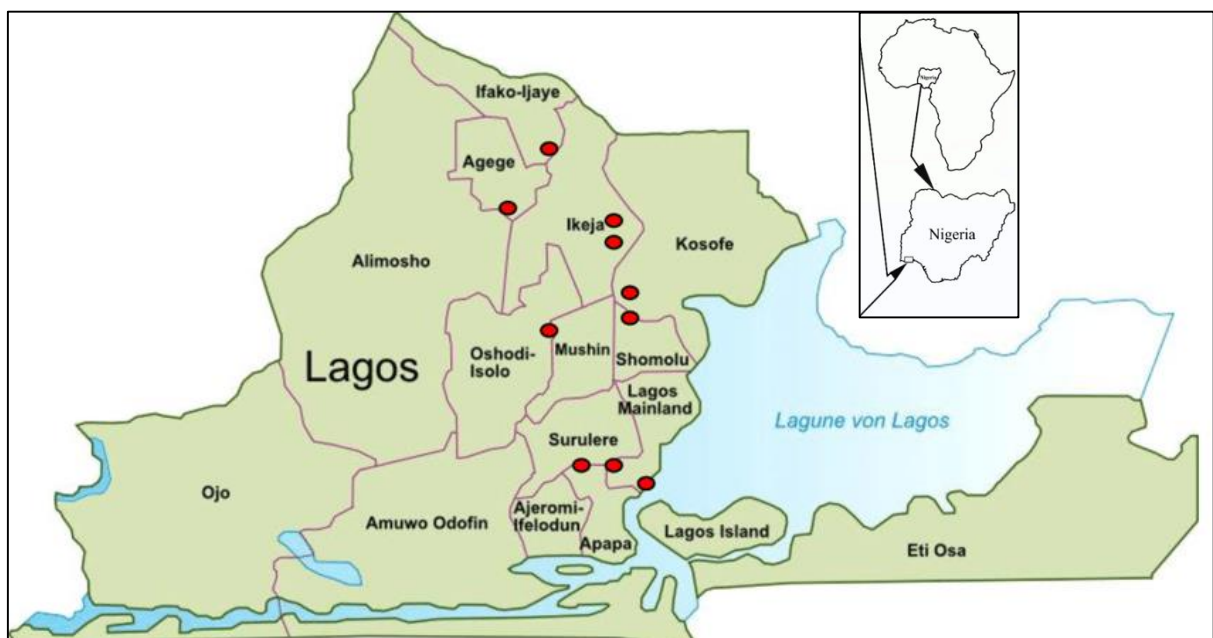 Ifako-Ijaye
Agege
Ikeja
Kosofe
Alimosho
Lagos
Oshodi-
Isolo
Mushin
Shomolu
Lagos
Mainland
Surulere
Lagune von Lagos
Ojo
Amuwo Odofin
Ajeromi-
Ifelodun
Apapa
Lagos Island
Eti Osa
Nigeria
Nigeria